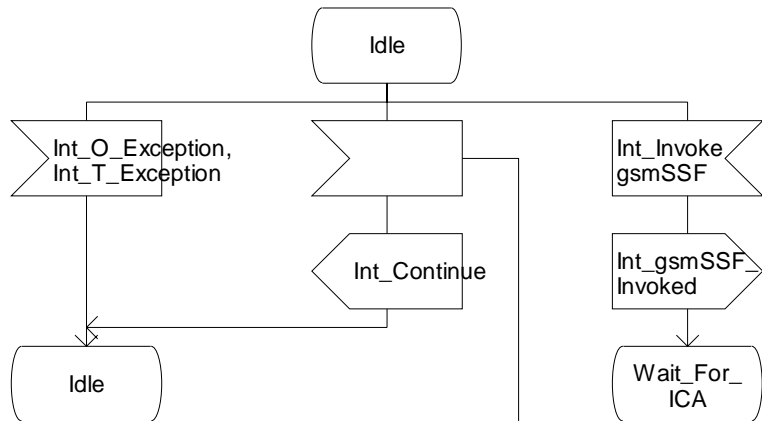 Idle
Int_O_Exception,
Int_T_Exception
Int_Invoke
gsmSSF
Int_Continue
Int_gsmSSF_
Invoked
Idle
Wait_For_
ICA